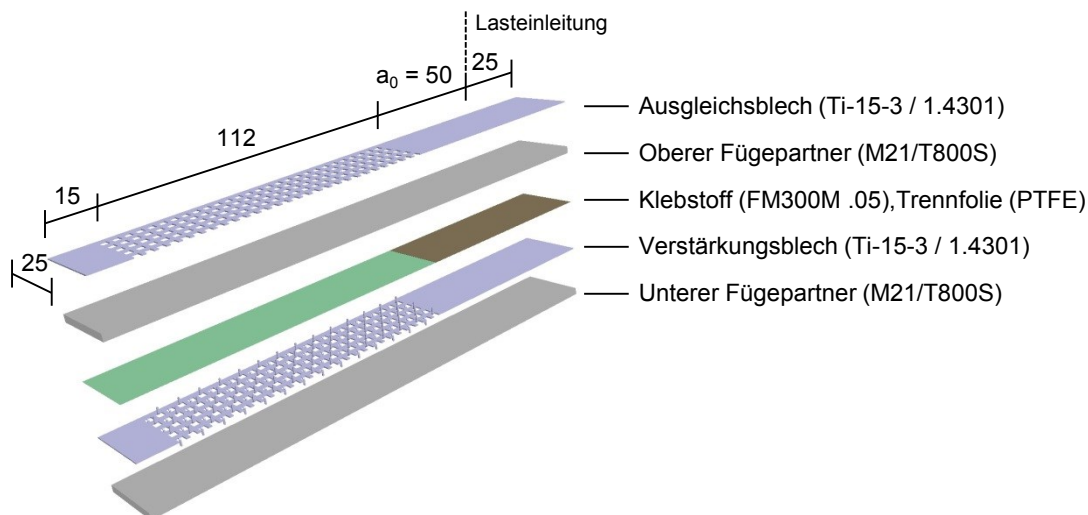 Lasteinleitung
25
a₀ = 50
112
15
25
Ausgleichsblech (Ti-15-3 / 1.4301)
Oberer Fügepartner (M21/T800S)
Klebstoff (FM300M .05),Trennfolie (PTFE)
Verstärkungsblech (Ti-15-3 / 1.4301)
Unterer Fügepartner (M21/T800S)